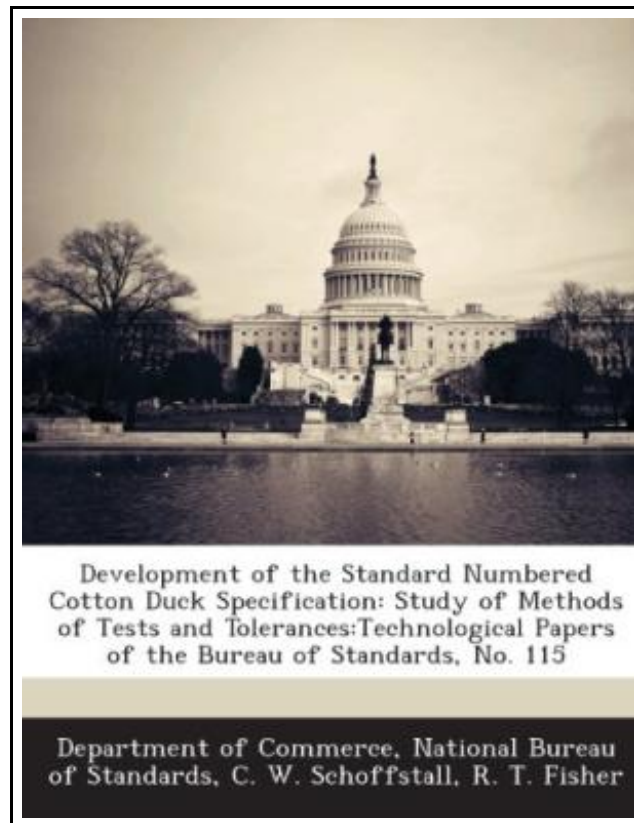 Development of the Standard Numbered
Cotton Duck Specification: Study of Methods
of Tests and Tolerances:Technological Papers
of the Bureau of Standards, No. 115
Department of Commerce, National Bureau
of Standards, C. W. Schoffstall, R. T. Fisher